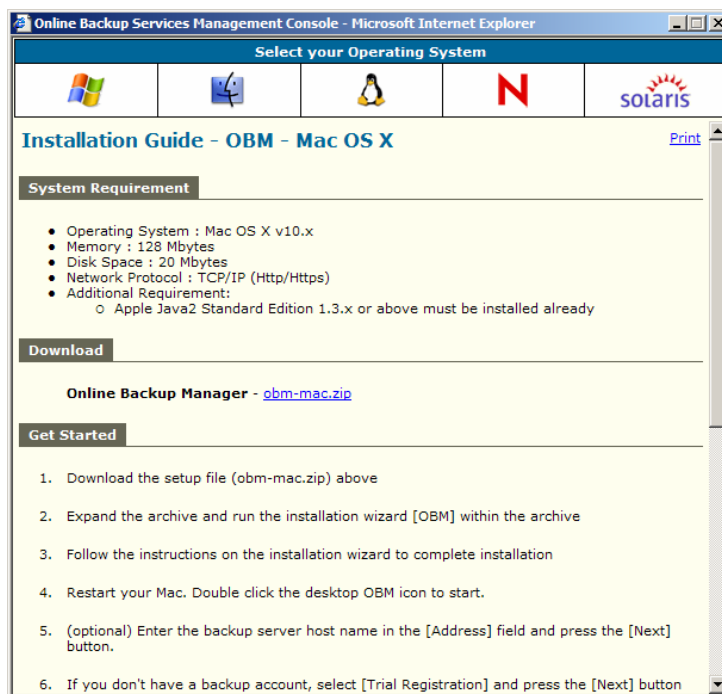 Online Backup Services Management Console - Microsoft Internet Explorer
Select your Operating System
N
solaris
Installation Guide - OBM - Mac OS X
Print
System Requirement
• Operating System : Mac OS X v10.x
• Memory : 128 Mbytes
• Disk Space : 20 Mbytes
• Network Protocol : TCP/IP (Http/Https)
• Additional Requirement:
o Apple Java2 Standard Edition 1.3.x or above must be installed already
Download
Online Backup Manager - obm-mac.zip
Get Started
1. Download the setup file (obm-mac.zip) above
2. Expand the archive and run the installation wizard [OBM] within the archive
3. Follow the instructions on the installation wizard to complete installation
4. Restart your Mac. Double click the desktop OBM icon to start.
5. (optional) Enter the backup server host name in the [Address] field and press the [Next]
button.
6. If you don't have a backup account, select [Trial Registration] and press the [Next] button